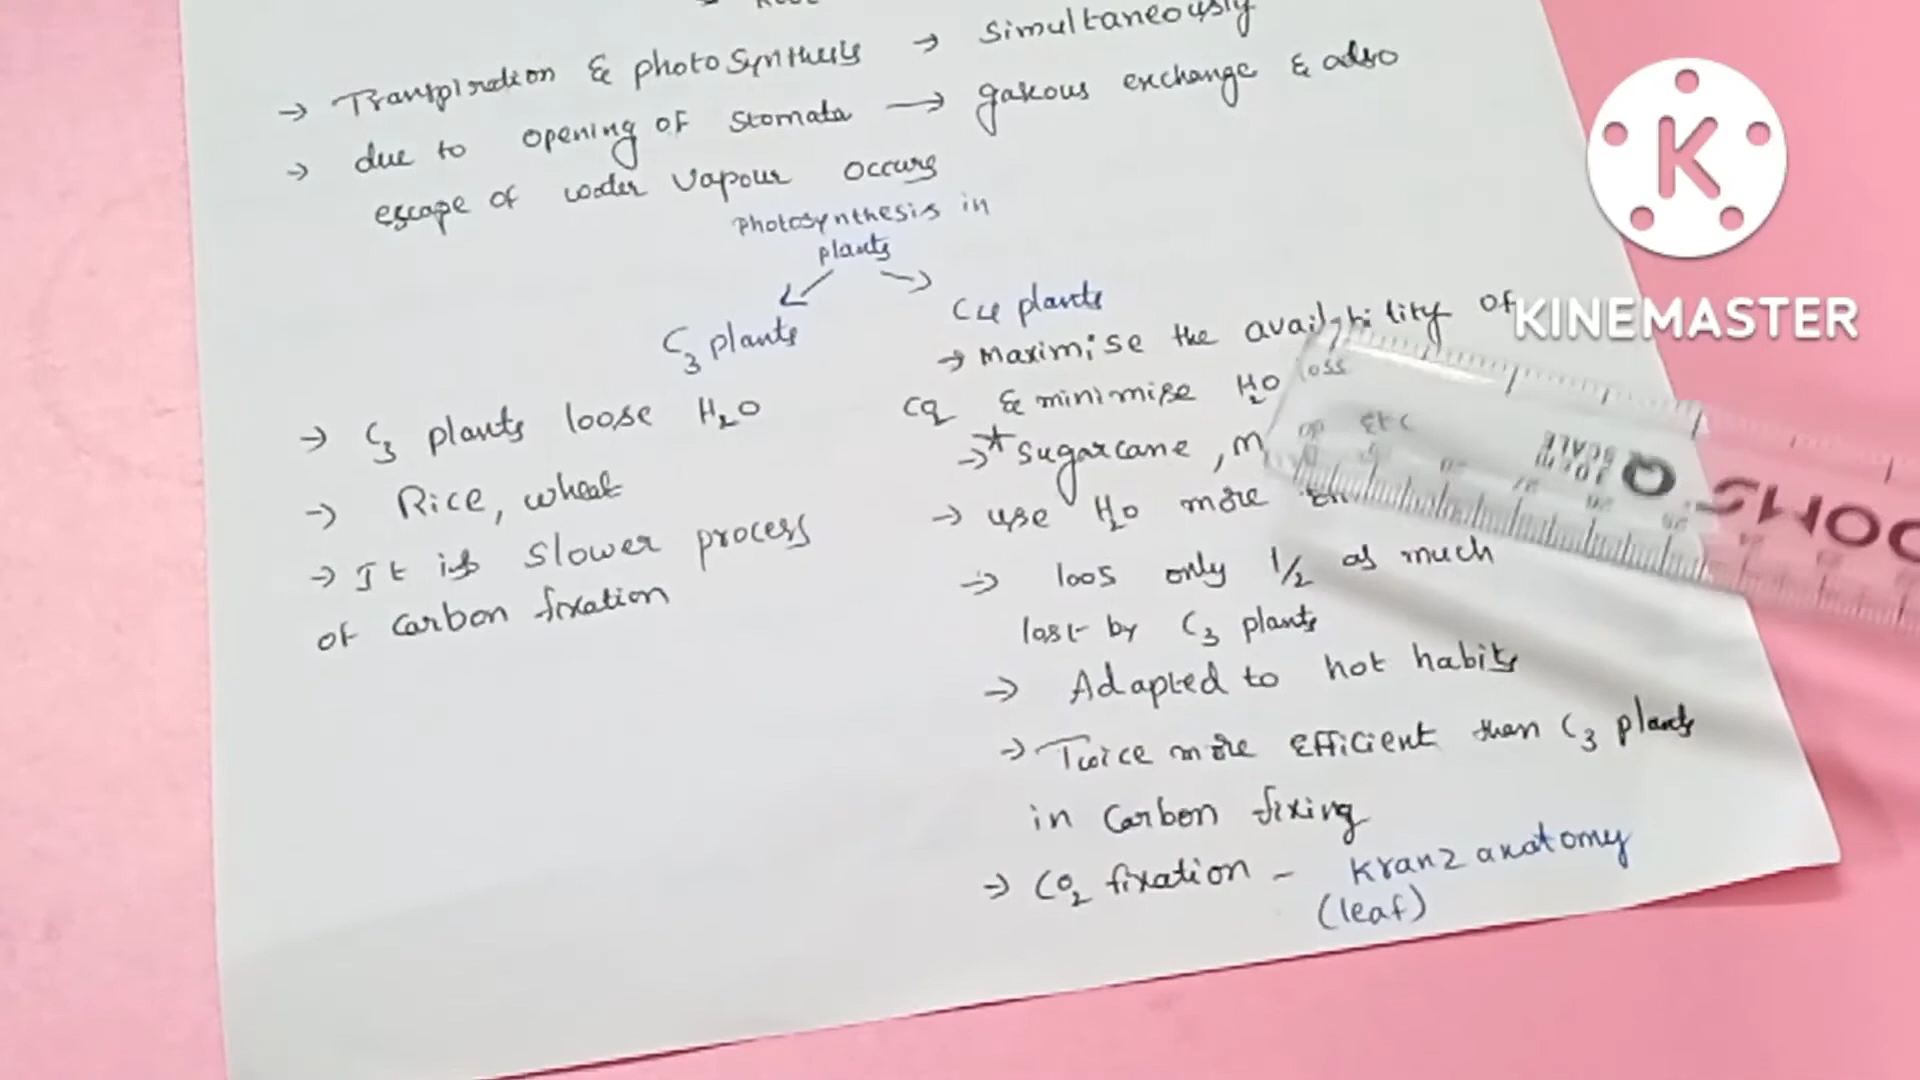 → Transpiration & photosynthesis → simultaneously
→ due to opening of stomata → gaseous exchange & also
escape of water vapour occurs
photosynthesis in
plants
C3 plants
→ C3 plants loose H2O
→ Rice, wheat
→ It is slower process
of carbon fixation
C4 plants
→ Maximise the availability of
& minimise H2O loss
→ * Sugarcane, M
→ use H2O more
→ loos only 1/2 as much
lost by C3 plants
→ Adapted to hot habits
→ Twice more efficient then C3 plants
in carbon fixing
→ CO2 fixation - Kranz anatomy
(leaf)
K
KINEMASTER
SCALE